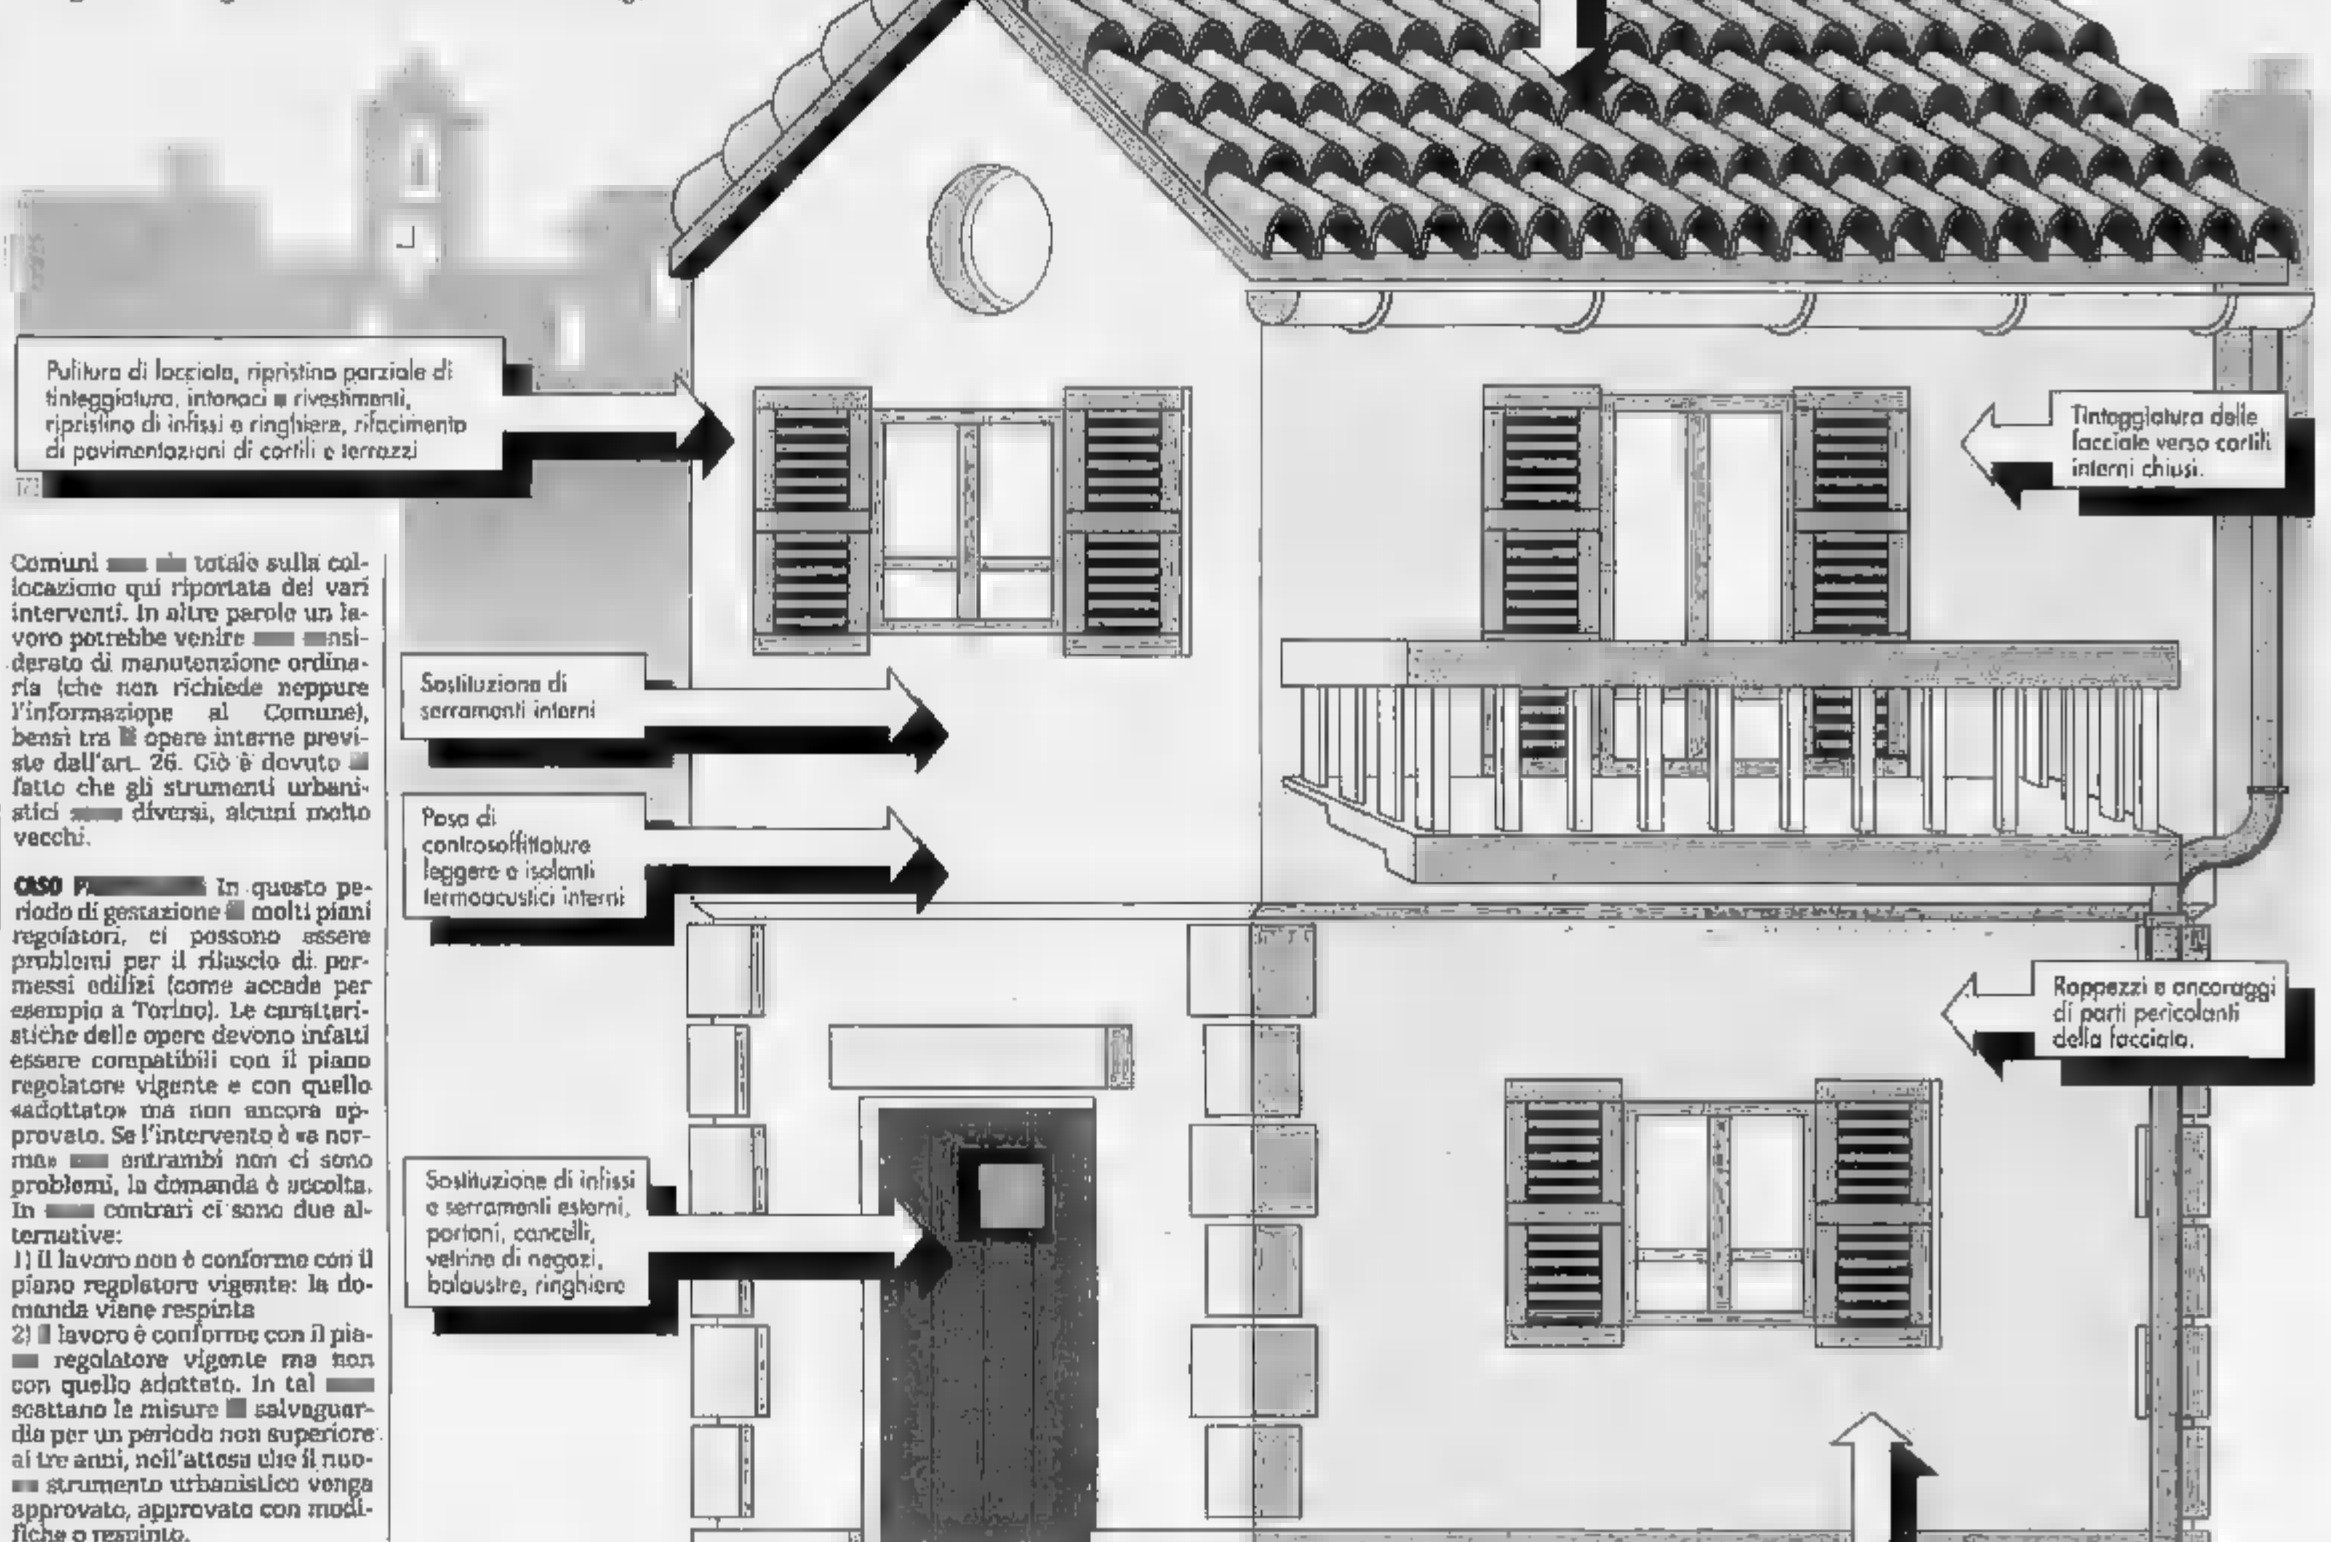 Pulitura di facciate, ripristino parziale di
tinteggiatura, intonaci e rivestimenti,
ripristino di infissi e ringhiere, rifacimento
di pavimentazioni di cortili e terrazzi
Tinteggiatura delle
facciate verso cortili
interni chiusi.
Comuni totale sulla col-
locazione qui riportata dei vari
interventi. In altre parole un la-
voro potrebbe venire
derato di manutenzione ordina-
ria (che non richiede neppure
l'informazione al Comune),
bensì tra opere interne previ-
ste dall'art. 26. Ciò è dovuto
fatto che gli strumenti urbani-
stici diversi, alcuni molto
vecchi.
CASO In questo pe-
riodo di gestazione molti piani
regolatori, ci possono essere
problemi per il rilascio di per-
messi edilizi (come accade per
esempio a Torino). Le caratteri-
stiche delle opere devono infatti
essere compatibili con il piano
regolatore vigente e con quello
«adottato» ma non ancora ap-
provato. Se l'intervento è «a nor-
ma» entrambi non ci sono
problemi, la domanda è accolta.
In contrari ci sono due al-
ternative:
1) il lavoro non è conforme con il
piano regolatore vigente: la do-
manda viene respinta
2) lavoro è conforme con il pia-
regolatore vigente ma non
con quello adottato. In tal
scattano le misure salvaguar-
dia per un periodo non superiore
ai tre anni, nell'attesa che il nuo-
strumento urbanistico venga
approvato, approvato con modi-
fiche o respinto.
Sostituzione di
serramenti interni
Posa di
controsoffittature
leggere e isolanti
termoacustici interni
Rappezzi e ancoraggi
di parti pericolanti
della facciata.
Sostituzione di infissi
e serramenti esterni,
portoni, cancelli,
vetrine di negozi,
balaustre, ringhiere